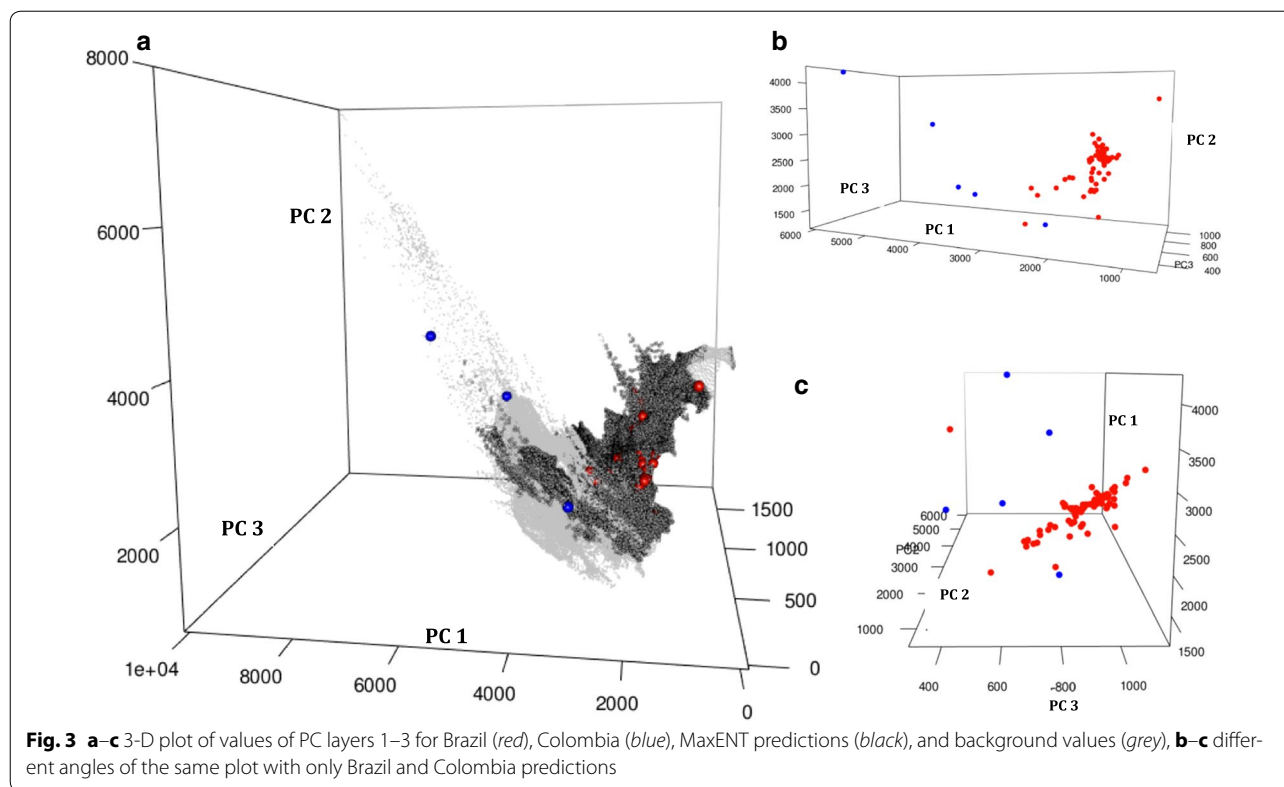 a
8000
6000
4000
2000
PC 2
PC 3
PC 1
1e+04
8000
6000
4000
2000
0
1500
1000
500
0
b
4000
3500
3000
2500
2000
1500
PC 3
PC 1
PC 2
6000
5000
4000
3000
2000
1000
1000
800
600
400
PC3
c
PC 1
4000
3500
3000
2500
2000
1500
6000
5000
4000
3000
2000
1000
PC2
PC 2
400
600
-800
1000
PC 3
Fig. 3 a–c 3-D plot of values of PC layers 1–3 for Brazil (red), Colombia (blue), MaxENT predictions (black), and background values (grey), b–c differ-
ent angles of the same plot with only Brazil and Colombia predictions